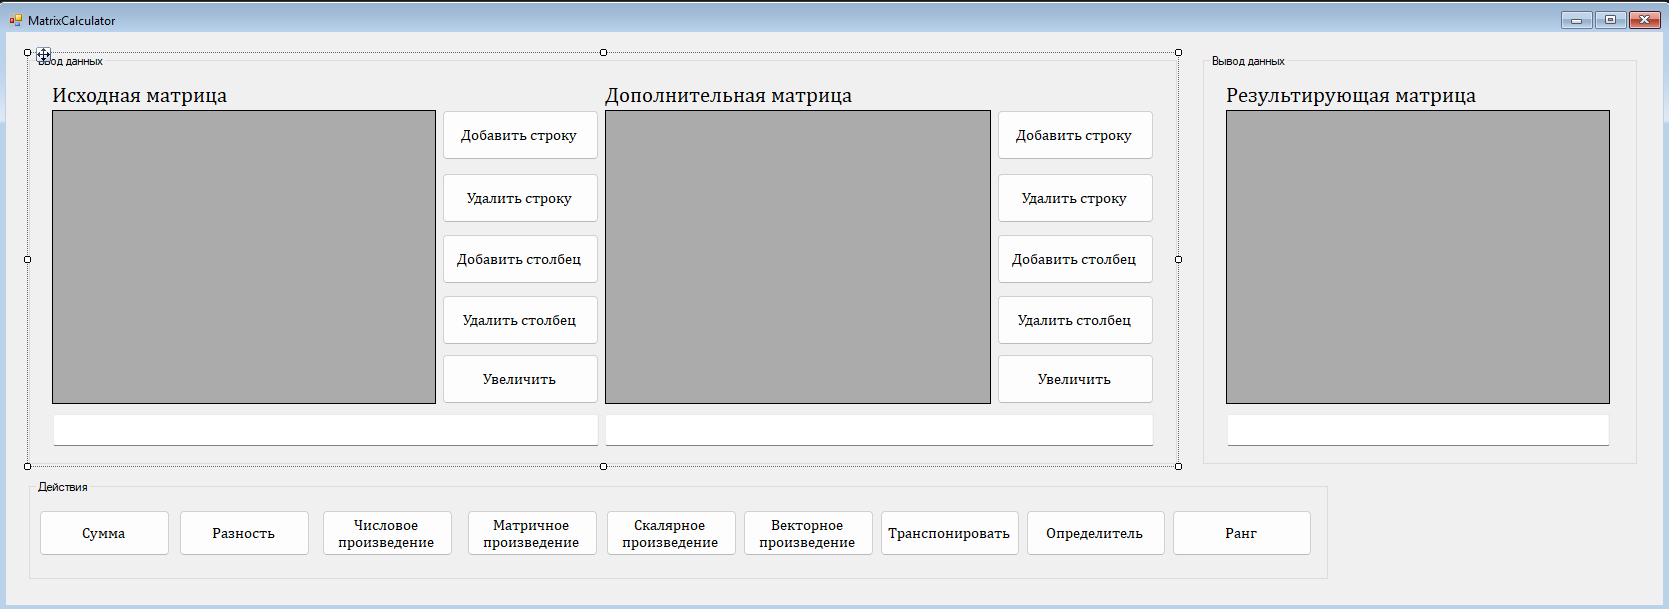 MatrixCalculator
Ввод данных
Вывод данных
Исходная матрица
Дополнительная матрица
Результирующая матрица
Добавить строку
Удалить строку
Добавить столбец
Удалить столбец
Увеличить
Добавить строку
Удалить строку
Добавить столбец
Удалить столбец
Увеличить
Действия
Сумма
Разность
Числовое
произведение
Матричное
произведение
Скалярное
произведение
Векторное
произведение
Транспонировать
Определитель
Ранг